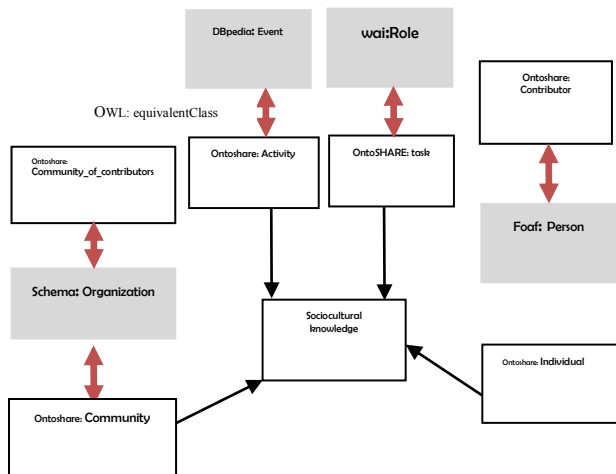 DBpedia: Event
wai:Role
Ontoshare:
Contributor
OWL: equivalentClass
Ontoshare:
Community_of_contributors
Ontoshare: Activity
OntoSHARE: task
Foaf: Person
Schema: Organization
Sociocultural
knowledge
Ontoshare: Individual
Ontoshare: Community